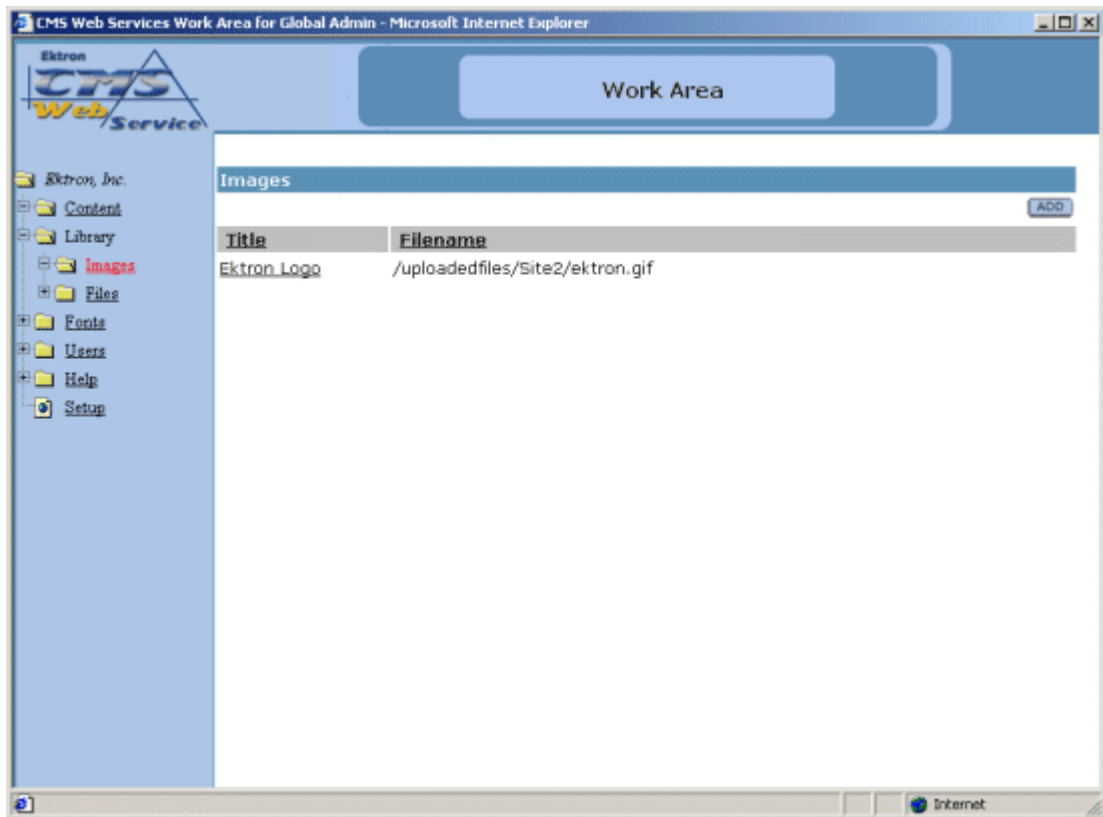 CMS Web Services Work Area for Global Admin - Microsoft Internet Explorer
Ektron
CMS
Web
Service
Work Area
Ektron, Inc.
Content
Library
Images
Files
Fonts
Users
Help
Setup
Images
ADD
Title Filename
Ektron Logo /uploadedfiles/Site2/ektron.gif
Internet